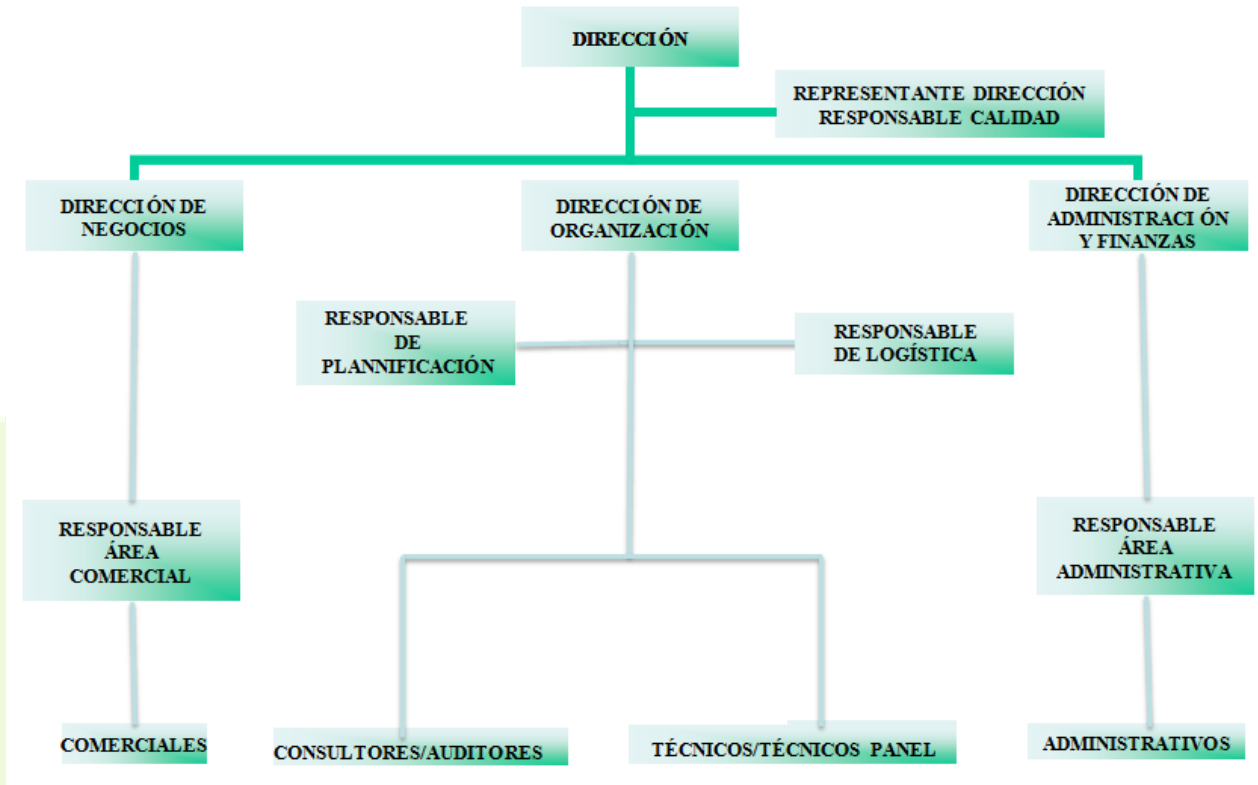 DIRECCIÓN
REPRESENTANTE DIRECCIÓN
RESPONSABLE CALIDAD
DIRECCIÓN DE
NEGOCIOS
DIRECCIÓN DE
ORGANIZACIÓN
DIRECCIÓN DE
ADMINISTRACIÓN
Y FINANZAS
RESPONSABLE
DE
PLANNIFICACIÓN
RESPONSABLE
DE LOGÍSTICA
RESPONSABLE
ÁREA
COMERCIAL
RESPONSABLE
ÁREA
ADMINISTRATIVA
COMERCIALES
CONSULTORES/AUDITORES
TÉCNICOS/TÉCNICOS PANEL
ADMINISTRATIVOS